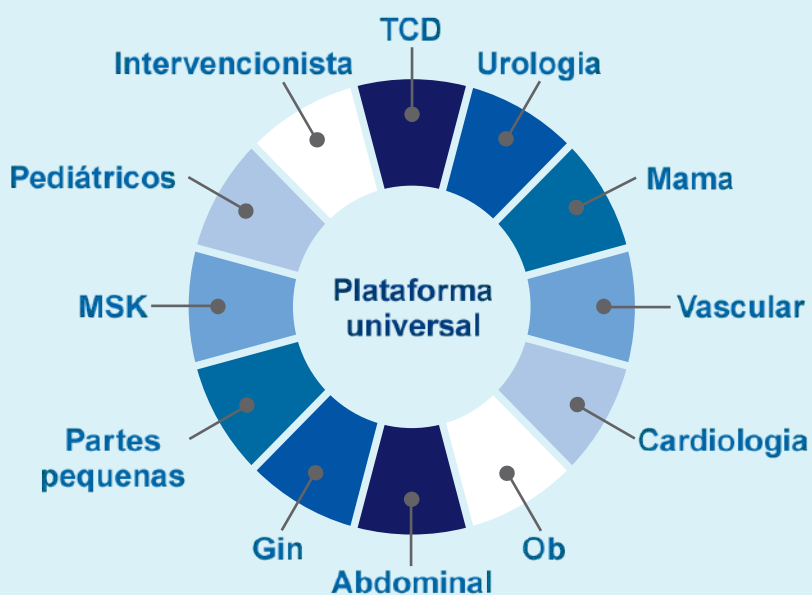 TCD
Intervencionista
Urologia
Pediátricos
Mama
MSK
Plataforma
universal
Vascular
Partes
pequenas
Cardiologia
Gin
Ob
Abdominal